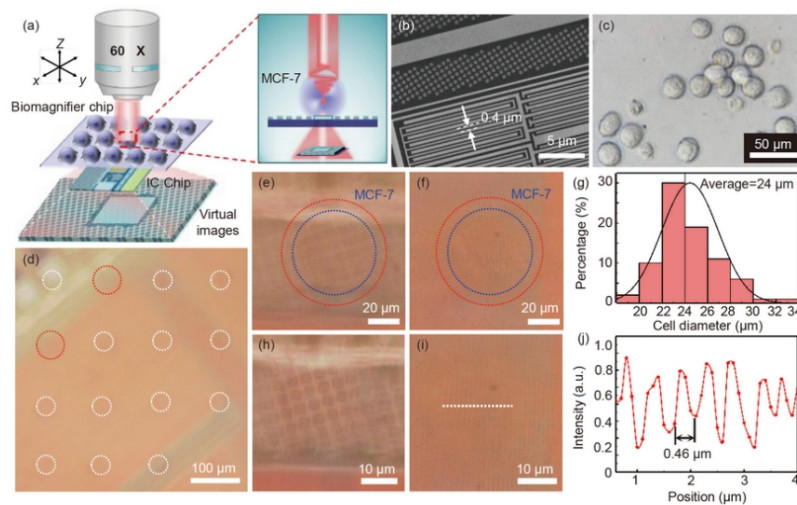 (a)
Z
x
y
60 X
Biomagnifier chip
IC Chip
Virtual images
MCF-7
(b)
0.4 μm
5 μm
(c)
50 μm
(d)
100 μm
(e)
MCF-7
20 μm
(f)
MCF-7
20 μm
(g)
Average=24 μm
Percentage (%)
30
20
10
0
20 22 24 26 28 30 32 34
Cell diameter (μm)
(h)
10 μm
(i)
10 μm
(j)
Intensity (a.u.)
1.0
0.8
0.6
0.4
0.2
0
0.46 μm
1 2 3 4
Position (μm)